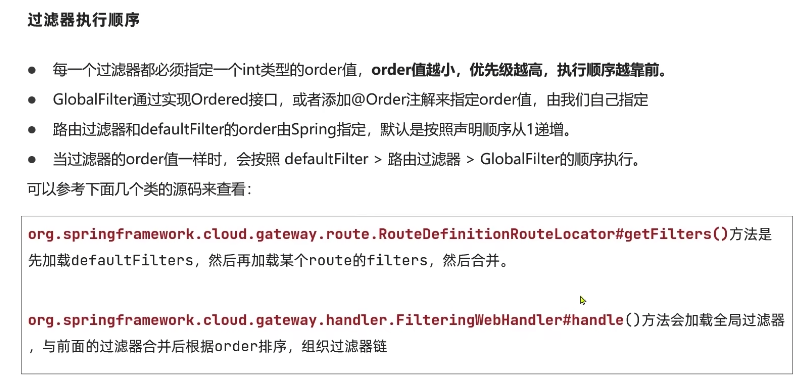 过滤器执行顺序
● 每一个过滤器都必须指定一个int类型的order值，order值越小，优先级越高，执行顺序越靠前。
● GlobalFilter通过实现Ordered接口，或者添加@Order注解来指定order值，由我们自己指定
● 路由过滤器和defaultFilter的order由Spring指定，默认是按照声明顺序从1递增。
● 当过滤器的order值一样时，会按照 defaultFilter > 路由过滤器 > GlobalFilter的顺序执行。
可以参考下面几个类的源码来查看：
org.springframework.cloud.gateway.route.RouteDefinitionRouteLocator#getFilters()方法是
先加载defaultFilters，然后再加载某个route的filters，然后合并。
org.springframework.cloud.gateway.handler.FilteringWebHandler#handle()方法会加载全局过滤器
，与前面的过滤器合并后根据order排序，组织过滤器链